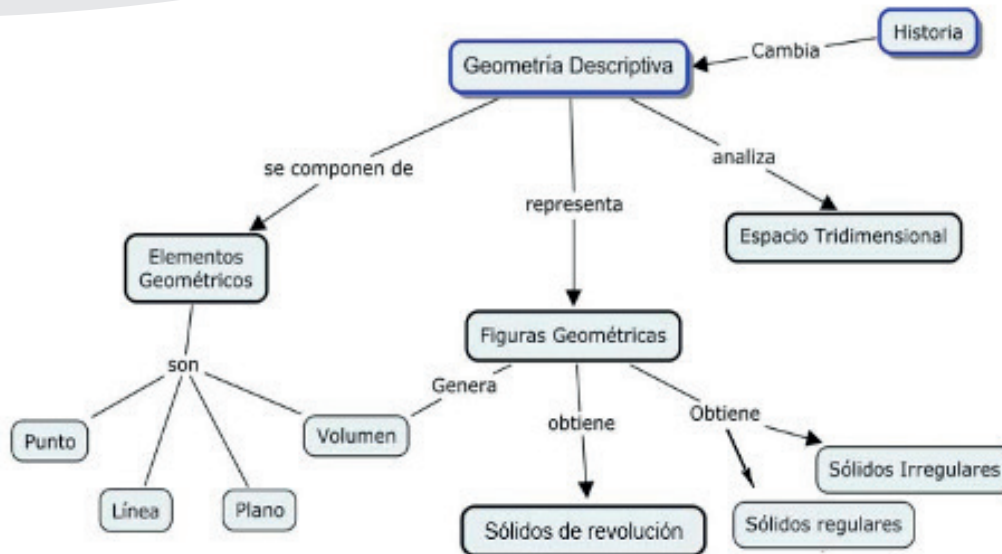 Historia
Cambia
Geometría Descriptiva
se componen de
analiza
representa
Espacio Tridimensional
Elementos
Geométricos
Figuras Geométricas
son
Genera
Punto
Volumen
obtiene
Obtiene
Línea
Plano
Sólidos Irregulares
Sólidos de revolución
Sólidos regulares